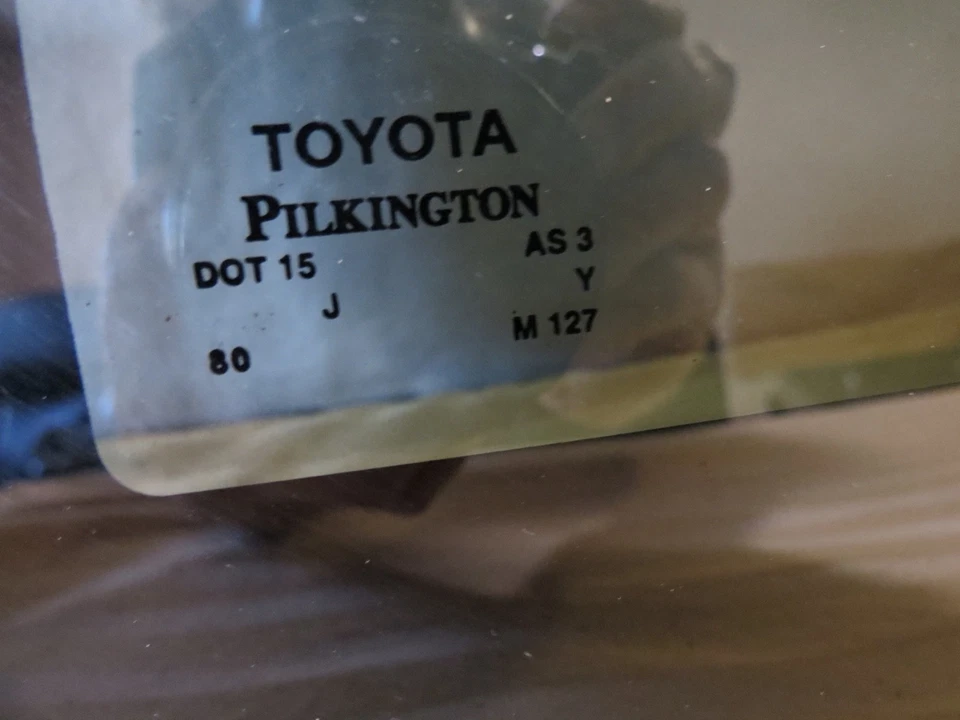 TOYOTA
PILKINGTON
DOT 15 AS 3
J Y
80 M 127